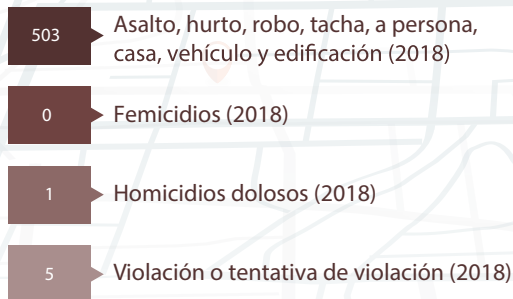 503
Asalto, hurto, robo, tacha, a persona,
casa, vehículo y edificación (2018)
0
Femicidios (2018)
1
Homicidios dolosos (2018)
5
Violación o tentativa de violación (2018)